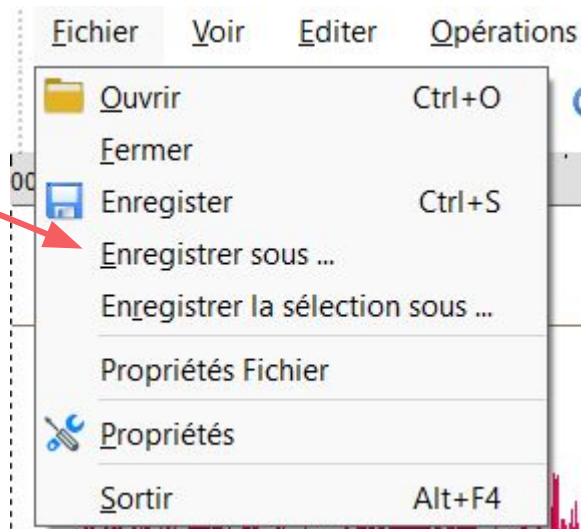 Fichier Voir Editer Opérations
Ouvrir Ctrl+O
Fermer
Enregister Ctrl+S
Enregistrer sous ...
Enregistrer la sélection sous ...
Propriétés Fichier
Propriétés
Sortir Alt+F4